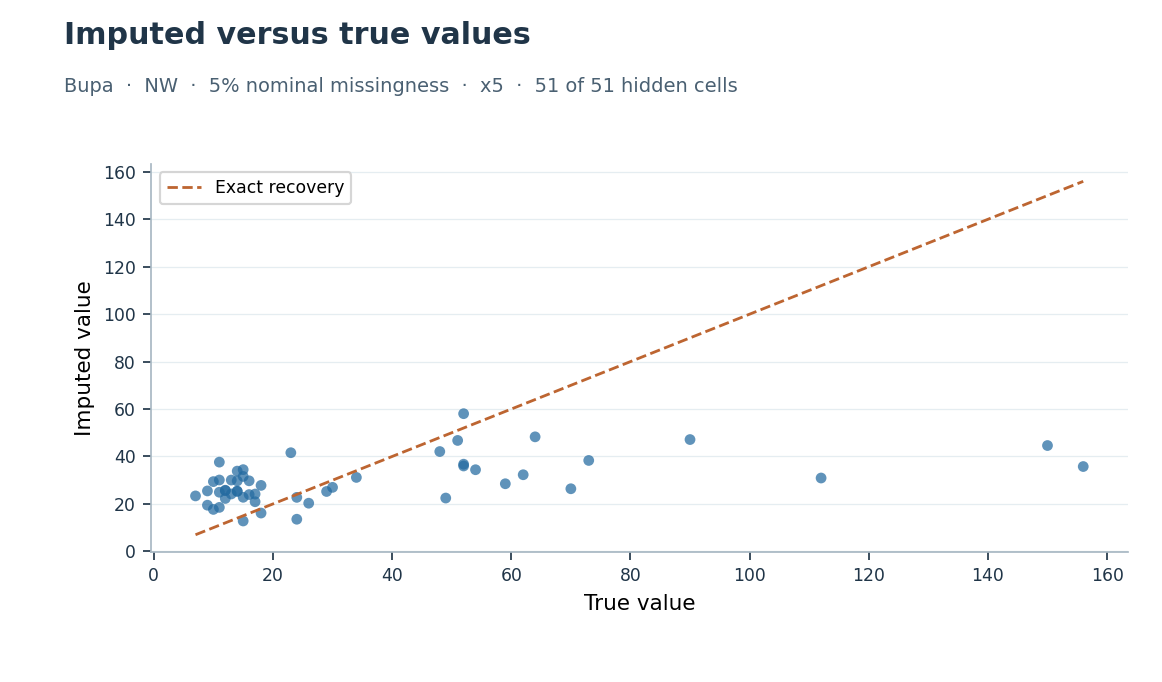 Imputed versus true values
Bupa · NW · 5% nominal missingness · x5 · 51 of 51 hidden cells
Exact recovery
Imputed value
160
140
120
100
80
60
40
20
0
0 20 40 60 80 100 120 140 160
True value